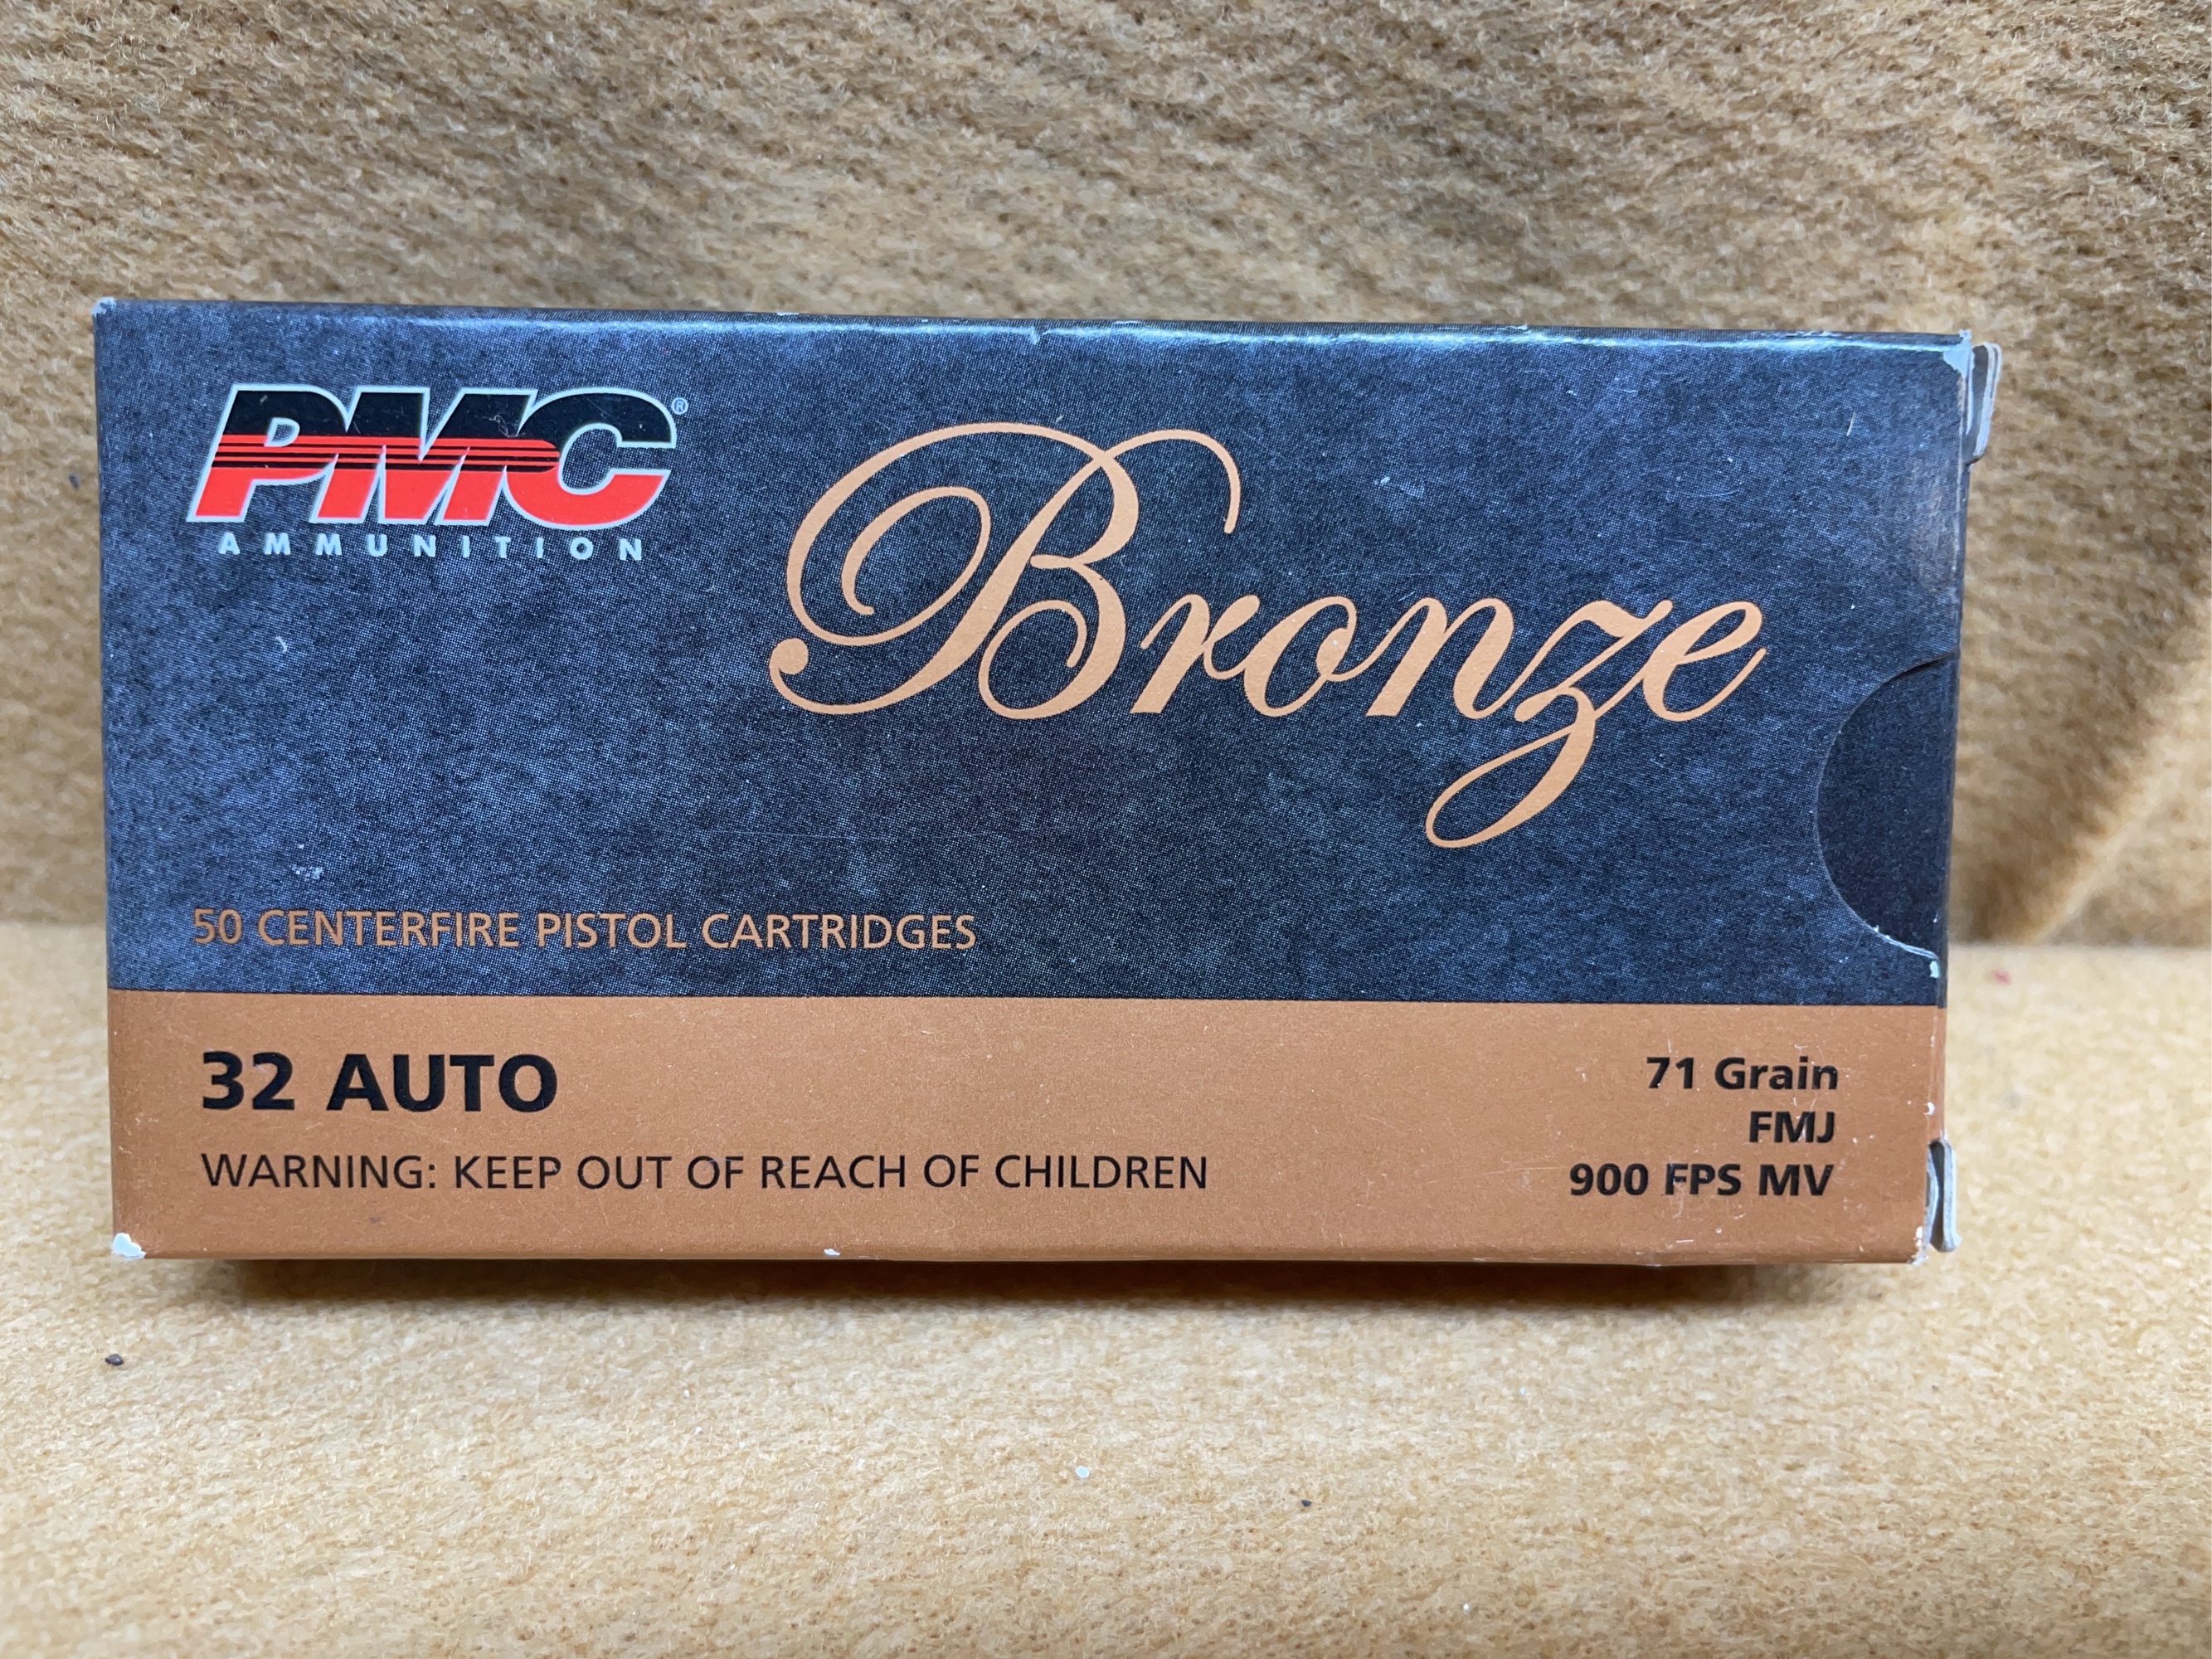 PMC®
AMMUNITION
Bronze
50 CENTERFIRE PISTOL CARTRIDGES
32 AUTO
WARNING: KEEP OUT OF REACH OF CHILDREN
71 Grain
FMJ
900 FPS MV